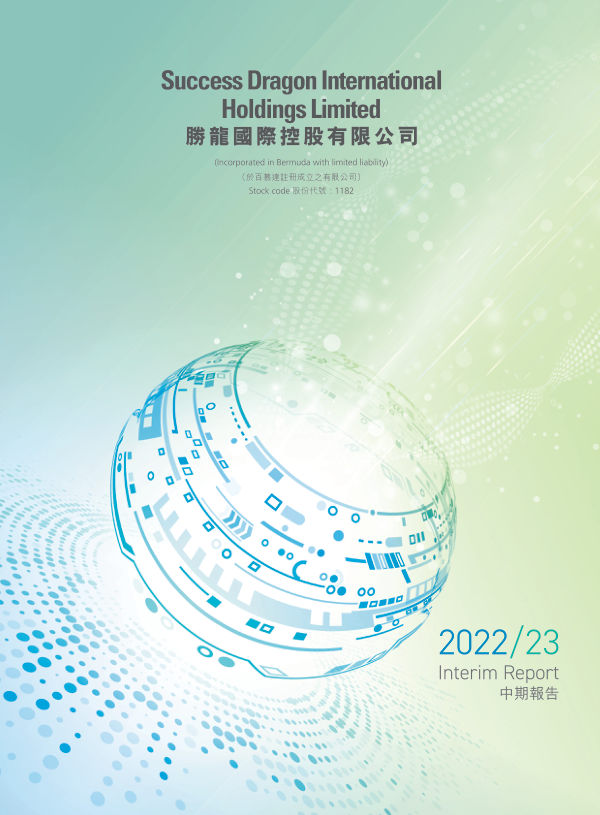 Success Dragon International
Holdings Limited
勝龍國際控股有限公司
(Incorporated in Bermuda with limited liability)
（於百慕達註冊成立之有限公司）
Stock code 股份代號：1182
2022/23
Interim Report
中期報告